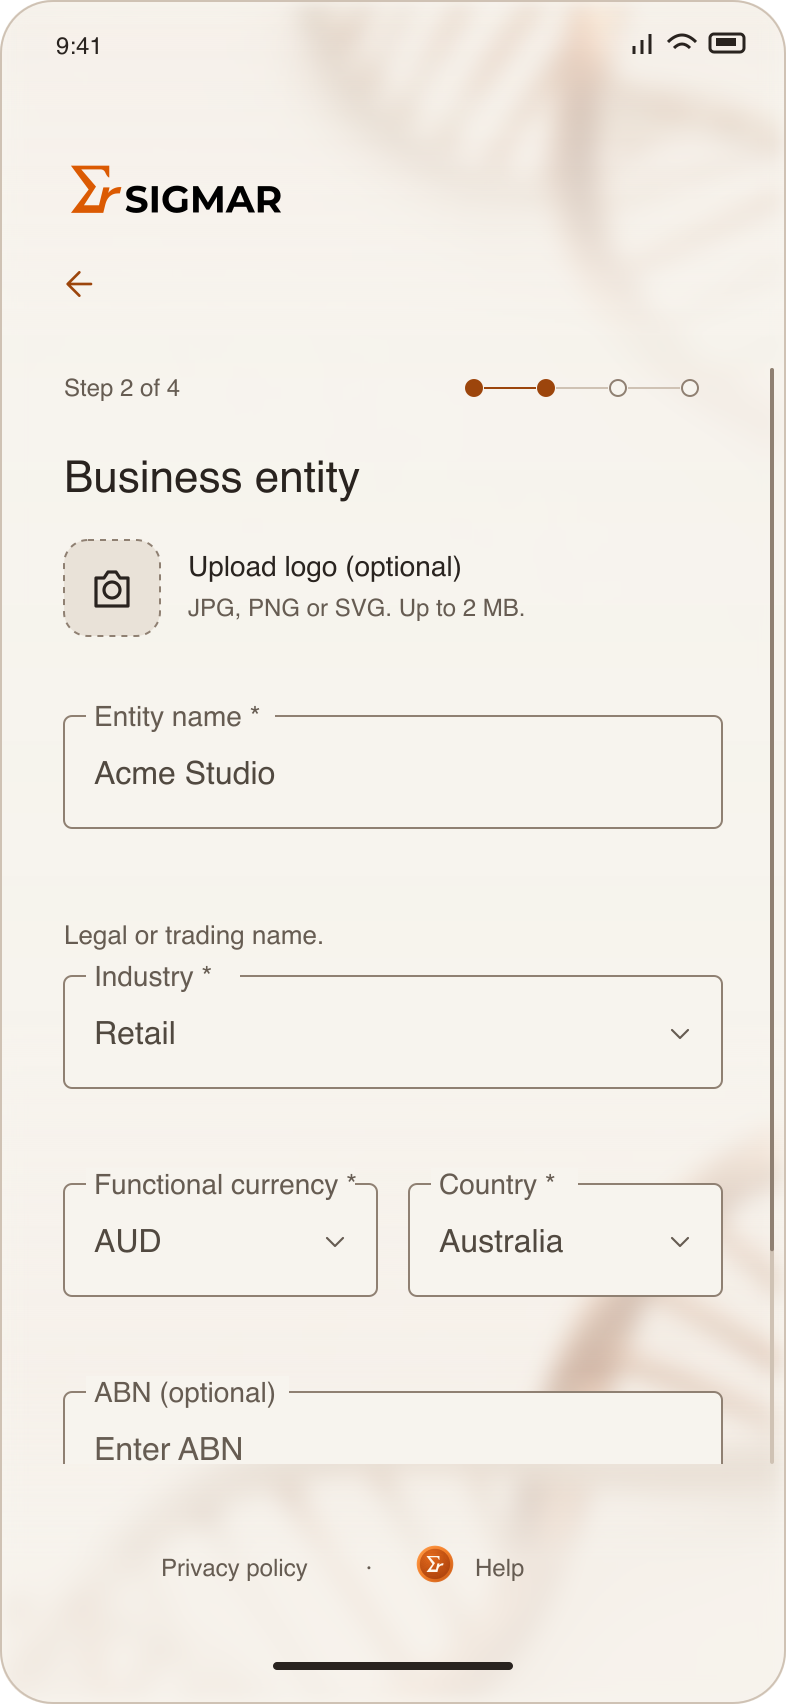 9:41
Σr SIGMAR
Step 2 of 4
Business entity
Upload logo (optional)
JPG, PNG or SVG. Up to 2 MB.
Entity name *
Acme Studio
Legal or trading name.
Industry *
Retail
Functional currency * Country *
AUD Australia
ABN (optional)
Enter ABN
Privacy policy · Σr Help